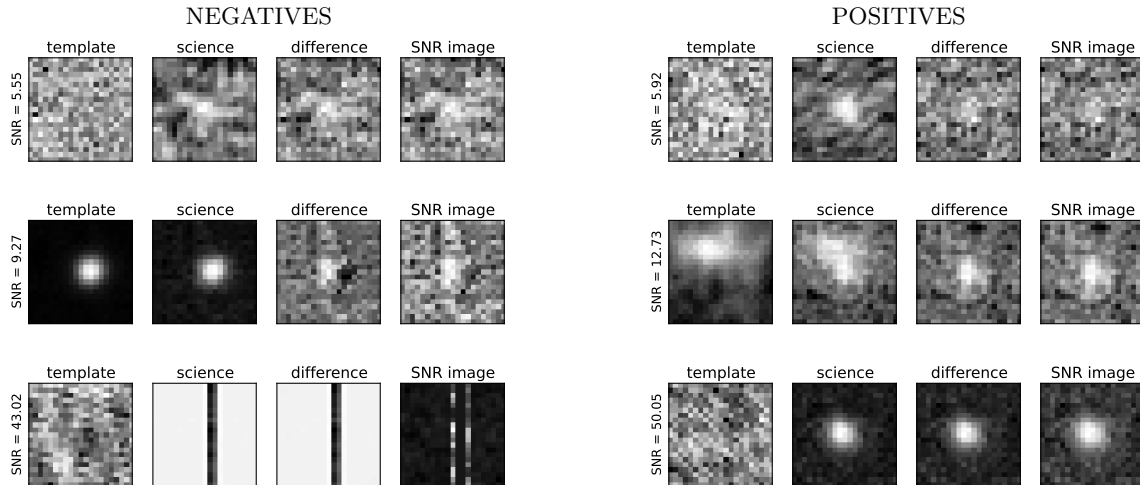 NEGATIVES
POSITIVES
template science difference SNR image
SNR = 5.55
template science difference SNR image
SNR = 5.92
template science difference SNR image
SNR = 9.27
template science difference SNR image
SNR = 12.73
template science difference SNR image
SNR = 43.02
template science difference SNR image
SNR = 50.05